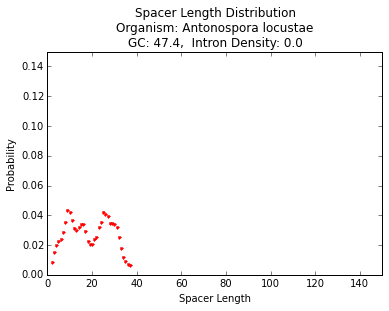 Spacer Length Distribution
Organism: Antonospora locustae
GC: 47.4,  Intron Density: 0.0
0.14
0.12
0.10
0.08
0.06
0.04
0.02
0.00
Probability
0 20 40 60 80 100 120 140
Spacer Length